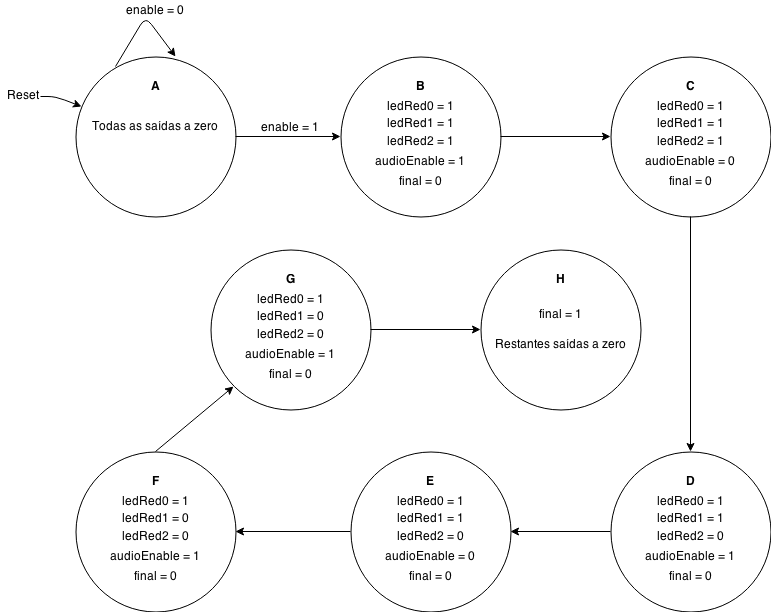 enable = 0
Reset
A
Todas as saidas a zero
enable = 1
B
ledRed0 = 1
ledRed1 = 1
ledRed2 = 1
audioEnable = 1
final = 0
C
ledRed0 = 1
ledRed1 = 1
ledRed2 = 1
audioEnable = 0
final = 0
G
ledRed0 = 1
ledRed1 = 0
ledRed2 = 0
audioEnable = 1
final = 0
H
final = 1
Restantes saidas a zero
F
ledRed0 = 1
ledRed1 = 0
ledRed2 = 0
audioEnable = 1
final = 0
E
ledRed0 = 1
ledRed1 = 1
ledRed2 = 0
audioEnable = 0
final = 0
D
ledRed0 = 1
ledRed1 = 1
ledRed2 = 0
audioEnable = 1
final = 0